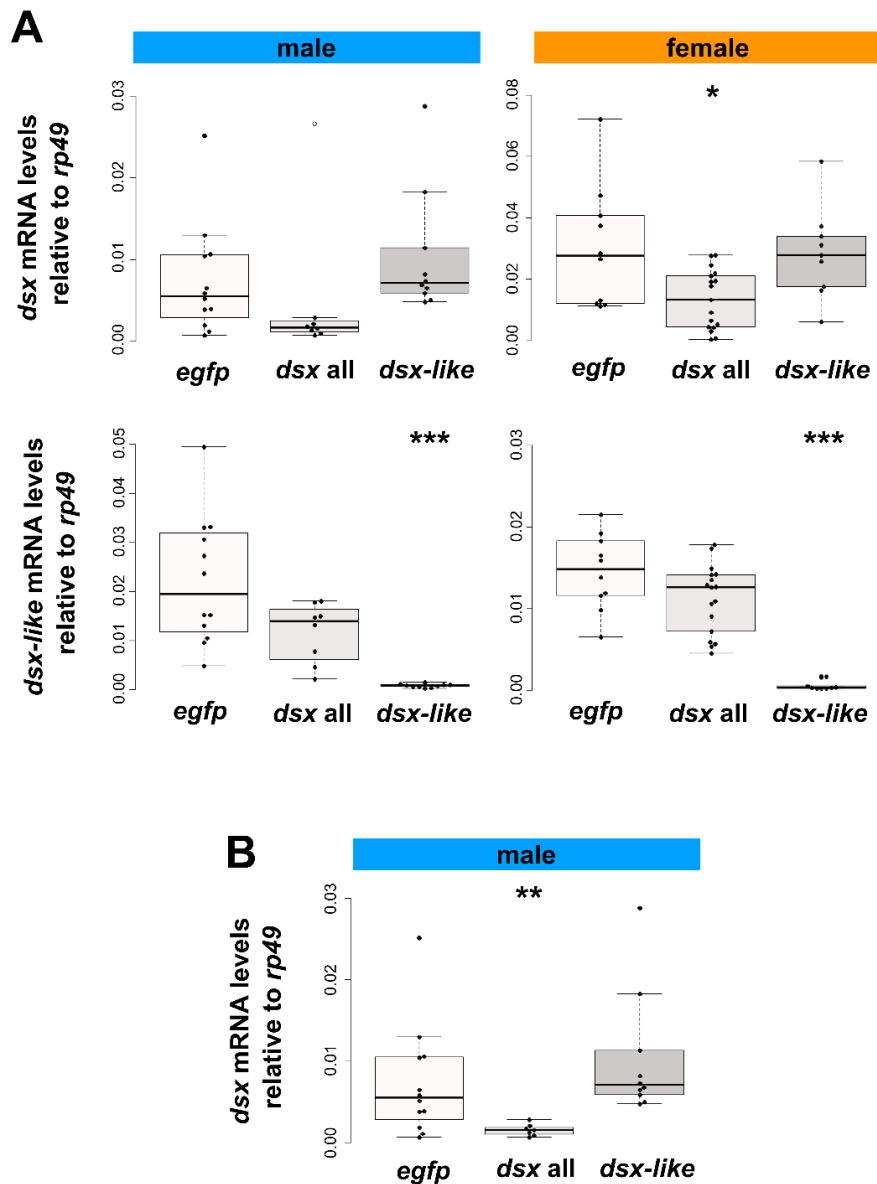 A
male
female
dsx mRNA levels
relative to rp49
0.00
0.01
0.02
0.03
egfp
dsx all
dsx-like
*
0.00
0.02
0.04
0.06
0.08
egfp
dsx all
dsx-like
dsx-like mRNA levels
relative to rp49
***
0.00
0.01
0.02
0.03
0.04
0.05
egfp
dsx all
dsx-like
***
0.00
0.01
0.02
0.03
egfp
dsx all
dsx-like
B
male
dsx mRNA levels
relative to rp49
**
0.00
0.01
0.02
0.03
egfp
dsx all
dsx-like